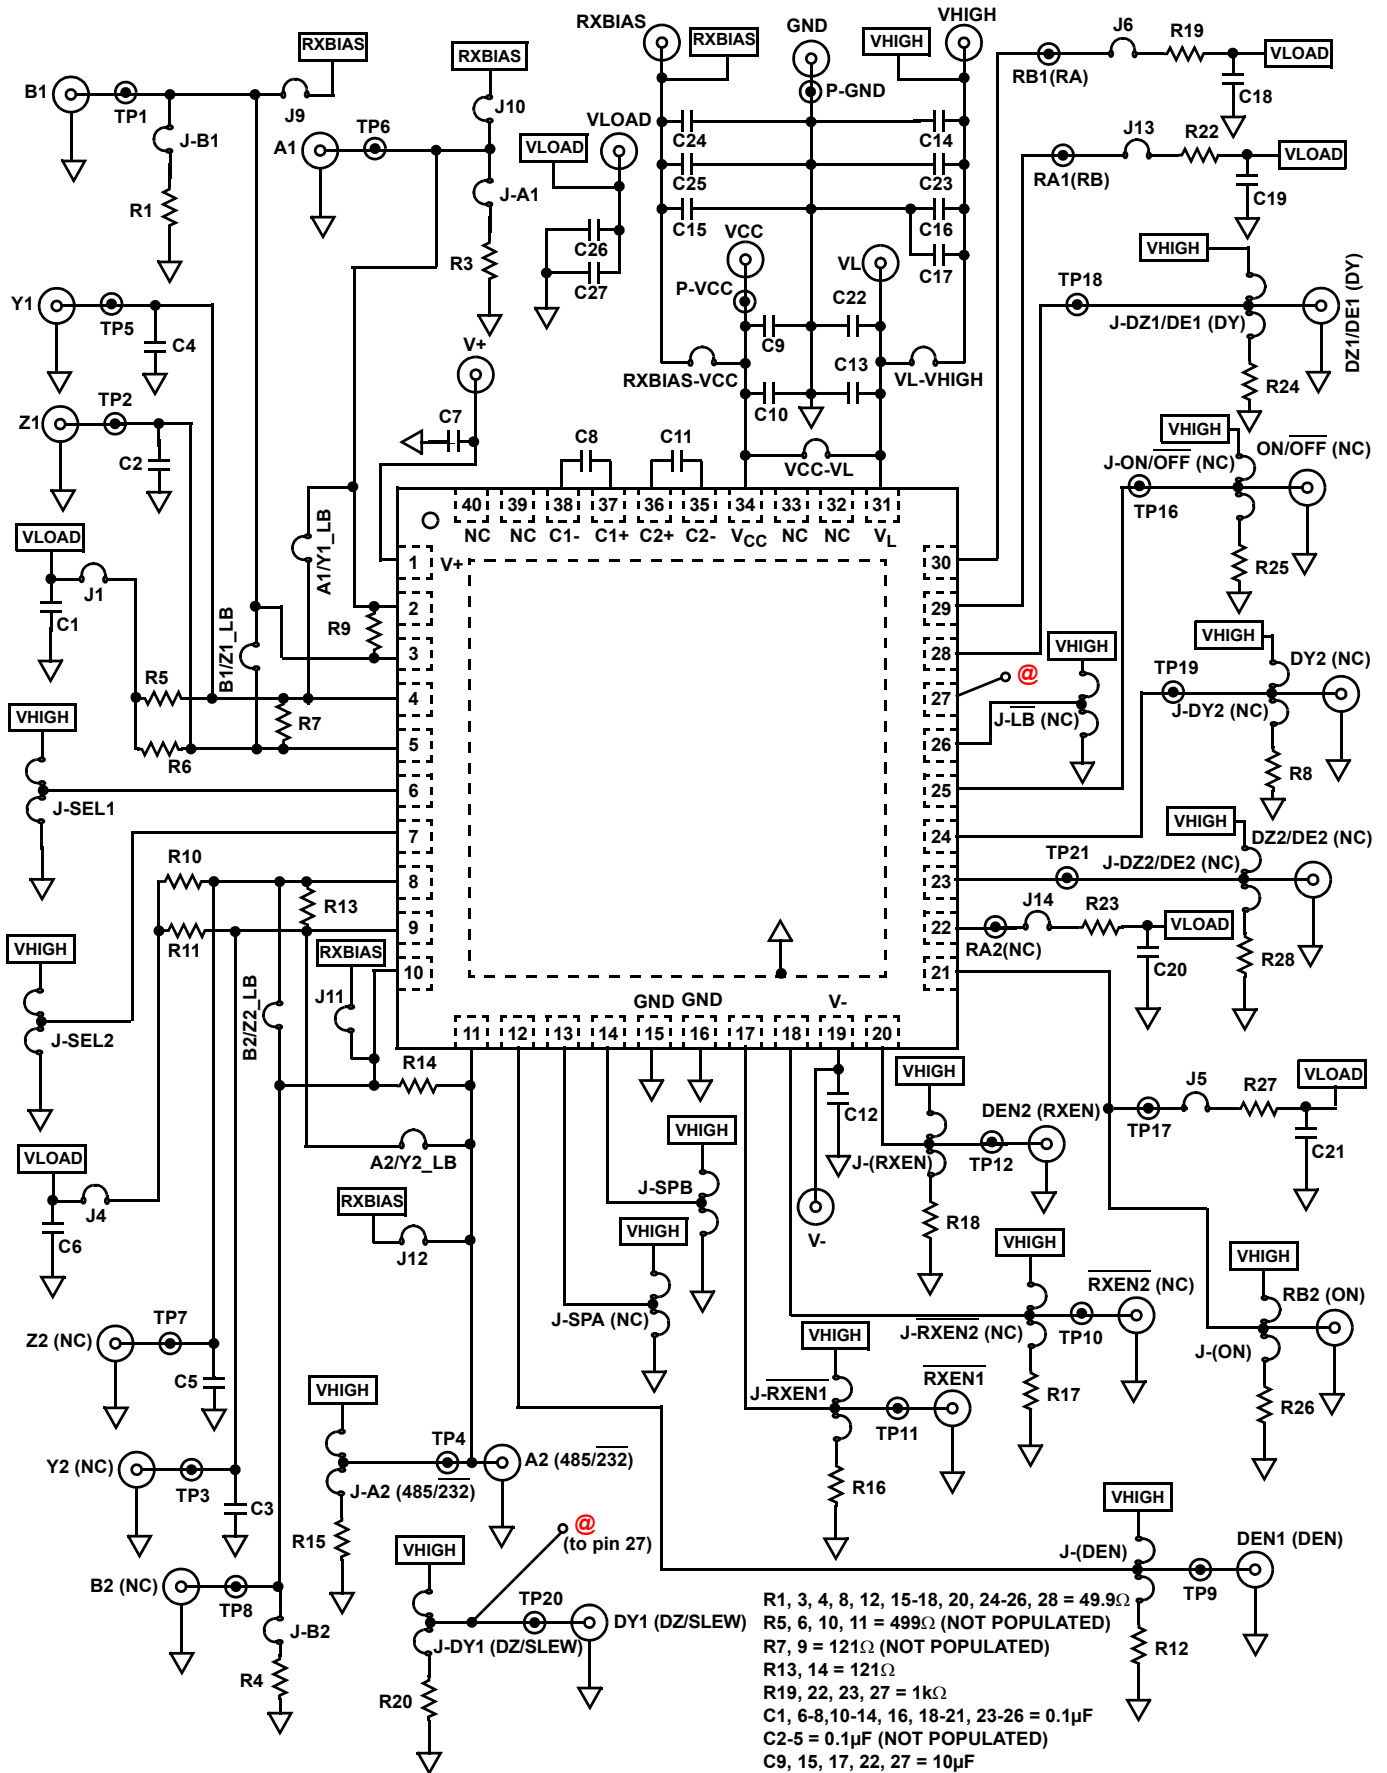 RXBIAS
GND
VHIGH
J6
R19
RXBIAS
RXBIAS
RXBIAS
VHIGH
VLOAD
B1
TP1
J9
J10
P-GND
RB1(RA)
C18
J-B1
A1
TP6
VLOAD
VLOAD
C24
C14
J13
R22
VLOAD
RA1(RB)
C25
C23
C19
R1
J-A1
C15
C16
R3
C26
C27
VCC
VL
C17
VHIGH
P-VCC
C22
TP18
DZ1/DE1 (DY)
Y1
TP5
C4
J-DZ1/DE1 (DY)
C9
V+
RXBIAS-VCC
C13
VL-VHIGH
R24
Z1
TP2
C10
C7
C8
C11
VHIGH
ON/OFF (NC)
C2
VCC-VL
J-ON/OFF (NC)
TP16
40 39 38 37 36 35 34 33 32 31
NC NC C1- C1+ C2+ C2- VCC NC NC VL
VLOAD
A1/Y1_LB
1 V+
30
J1
R25
C1
2
29
R9
B1/Z1_LB
3
28
VHIGH
VHIGH
DY2 (NC)
R5
TP19
@
4
27
VHIGH
R7
J-LB (NC)
J-DY2 (NC)
5
26
R6
R8
6
25
J-SEL1
7
24
VHIGH
DZ2/DE2 (NC)
R10
TP21
J-DZ2/DE2 (NC)
8
23
R13
J14
R23
9
22
VLOAD
R11
RXBIAS
RA2(NC)
VHIGH
10
21
C20
R28
J11
B2/Z2_LB
GND GND
V-
J-SEL2
11 12 13 14 15 16 17 18 19 20
R14
VHIGH
J5
R27
VLOAD
C12
DEN2 (RXEN)
TP17
VHIGH
C21
VLOAD
A2/Y2_LB
J-(RXEN)
TP12
J-SPB
RXBIAS
J4
C6
J12
VHIGH
V-
R18
VHIGH
VHIGH
RXEN2 (NC)
RB2 (ON)
TP7
J-SPA (NC)
Z2 (NC)
VHIGH
J-RXEN2 (NC)
TP10
J-(ON)
C5
VHIGH
J-RXEN1
RXEN1
R17
R26
TP11
Y2 (NC)
TP4
A2 (485/232)
TP3
J-A2 (485/232)
R16
C3
VHIGH
@
(to pin 27)
R15
VHIGH
J-(DEN)
DEN1 (DEN)
B2 (NC)
TP8
TP20
TP9
DY1 (DZ/SLEW)
J-B2
J-DY1 (DZ/SLEW)
R12
R4
R20
R1, 3, 4, 8, 12, 15-18, 20, 24-26, 28 = 49.9Ω
R5, 6, 10, 11 = 499Ω (NOT POPULATED)
R7, 9 = 121Ω (NOT POPULATED)
R13, 14 = 121Ω
R19, 22, 23, 27 = 1kΩ
C1, 6-8,10-14, 16, 18-21, 23-26 = 0.1µF
C2-5 = 0.1µF (NOT POPULATED)
C9, 15, 17, 22, 27 = 10µF